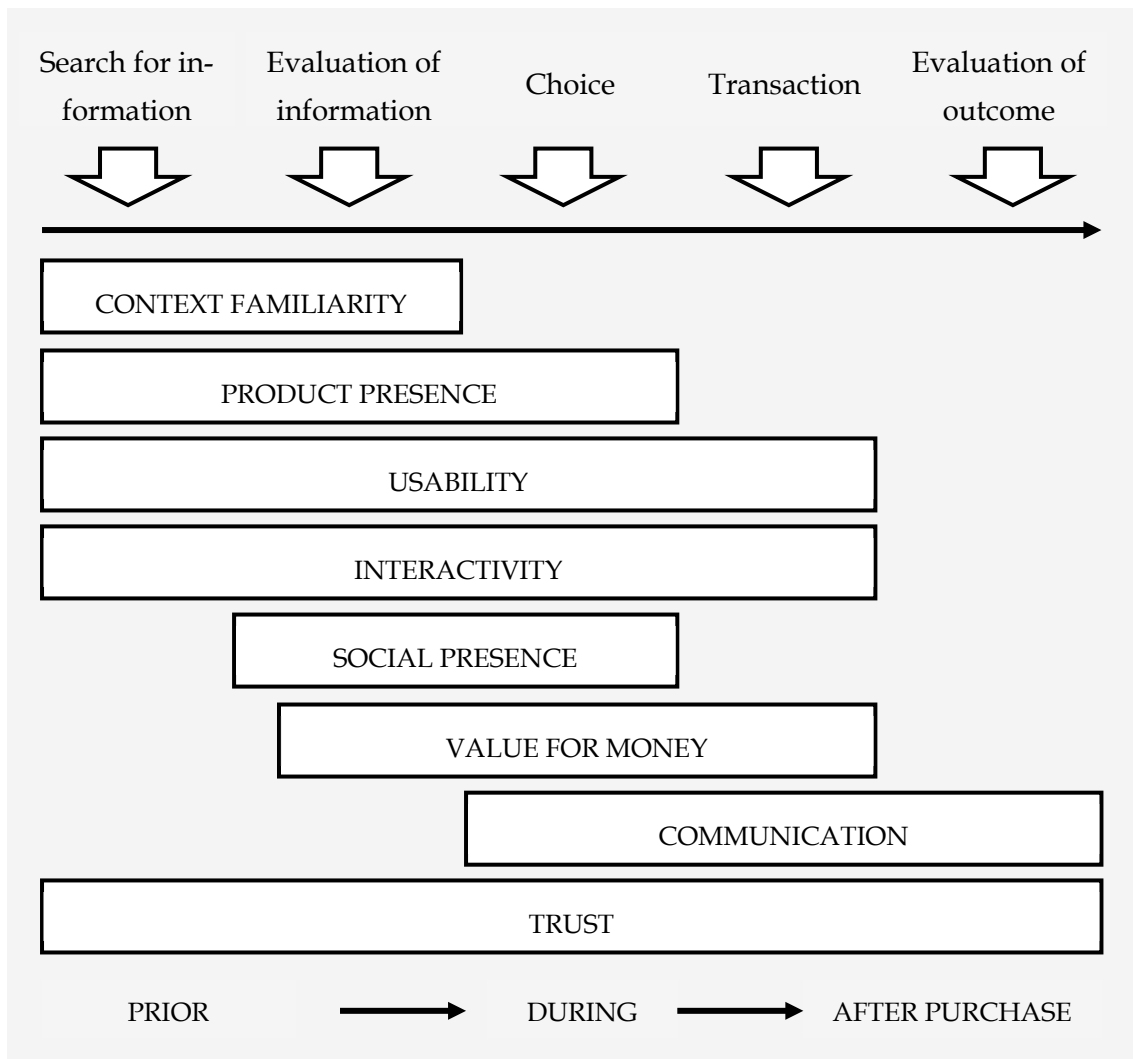 Search for in-
formation
Evaluation of
information
Choice
Transaction
Evaluation of
outcome
CONTEXT FAMILIARITY
PRODUCT PRESENCE
USABILITY
INTERACTIVITY
SOCIAL PRESENCE
VALUE FOR MONEY
COMMUNICATION
TRUST
PRIOR
DURING
AFTER PURCHASE